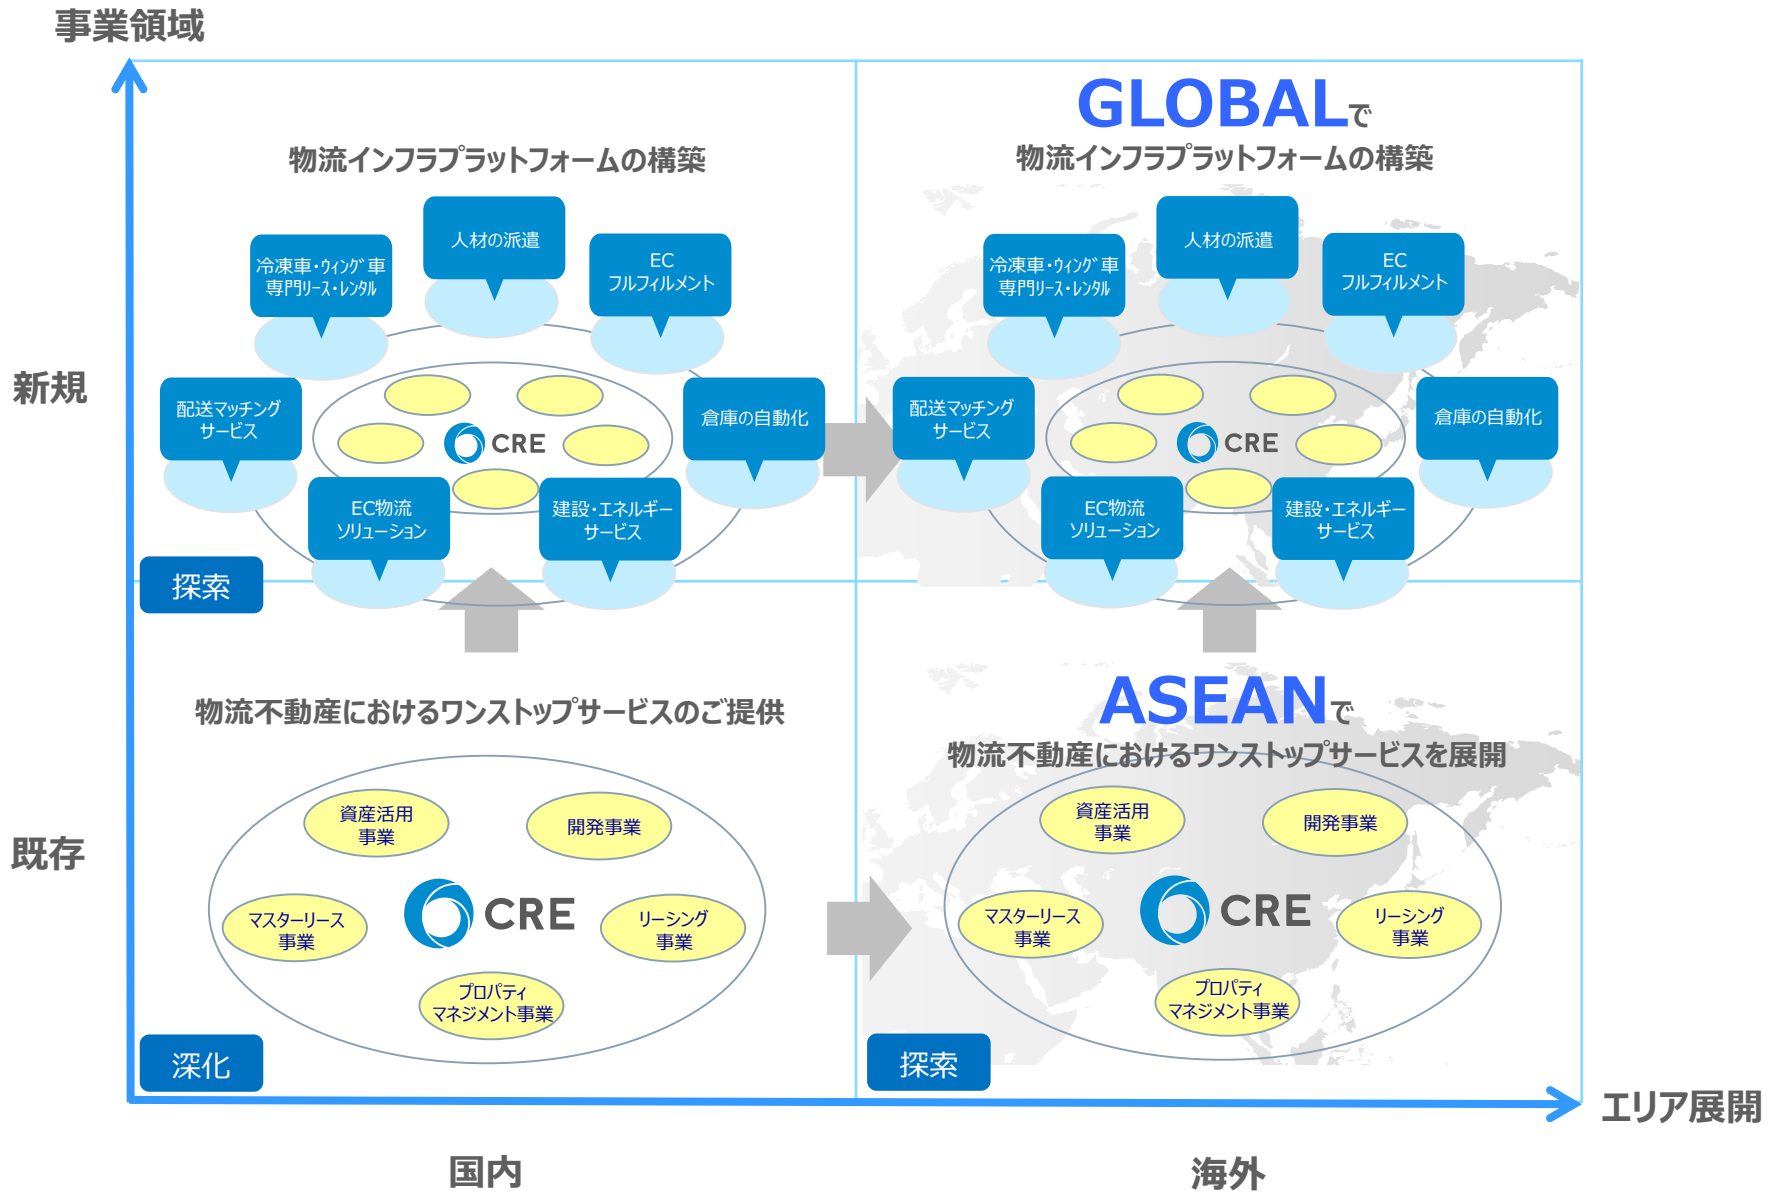 事業領域
新規
既存
物流インフラプラットフォームの構築
人材の派遣
冷凍車・ウィング車
専門リース・レンタル
EC
フルフィルメント
配送マッチング
サービス
倉庫の自動化
CRE
EC物流
ソリューション
建設・エネルギー
サービス
探索
GLOBALで
物流インフラプラットフォームの構築
人材の派遣
冷凍車・ウィング車
専門リース・レンタル
EC
フルフィルメント
配送マッチング
サービス
倉庫の自動化
CRE
EC物流
ソリューション
建設・エネルギー
サービス
物流不動産におけるワンストップサービスのご提供
資産活用
事業
開発事業
マスターリース
事業
CRE
リーシング
事業
プロパティ
マネジメント事業
深化
ASEANで
物流不動産におけるワンストップサービスを展開
資産活用
事業
開発事業
マスターリース
事業
CRE
リーシング
事業
プロパティ
マネジメント事業
探索
エリア展開
国内
海外